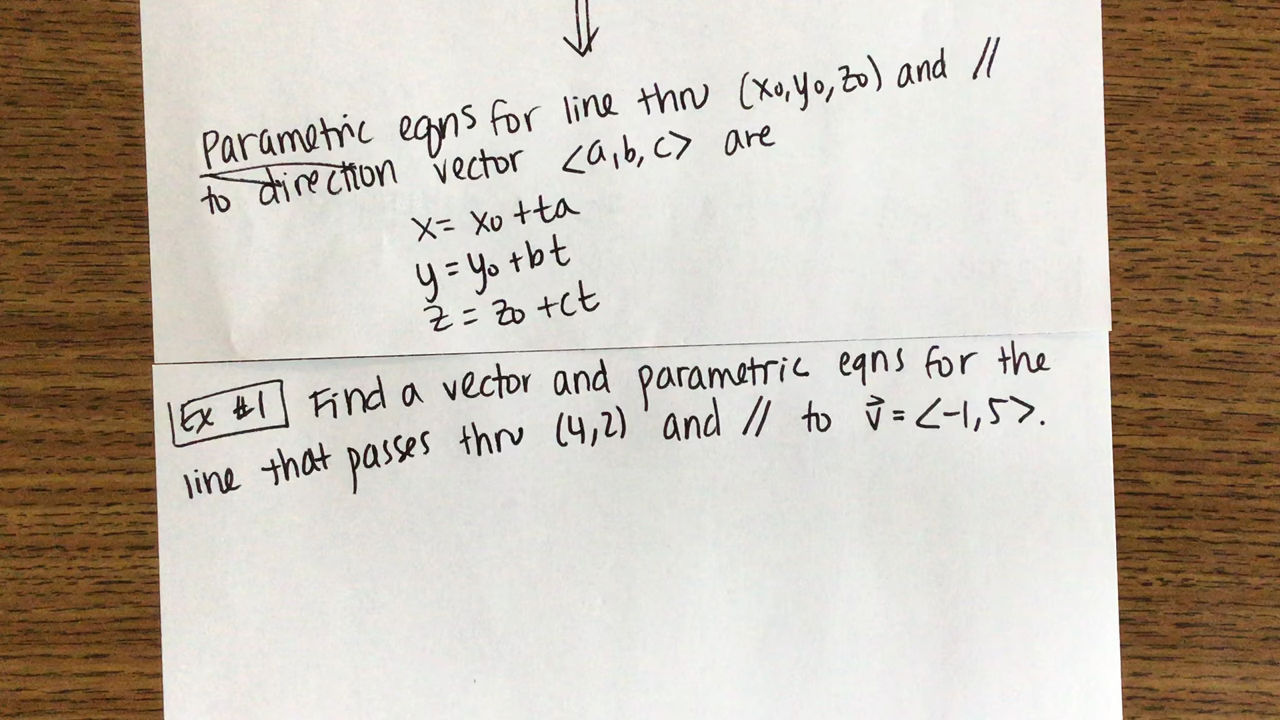 Parametric eqns for line thru (x₀,y₀,z₀) and //
to direction vector <a,b,c> are
x= x₀ +ta
y = y₀ +bt
z = z₀ +ct
Ex #1 Find a vector and parametric eqns for the
line that passes thru (4,2) and // to v⃗ = <-1,5>.